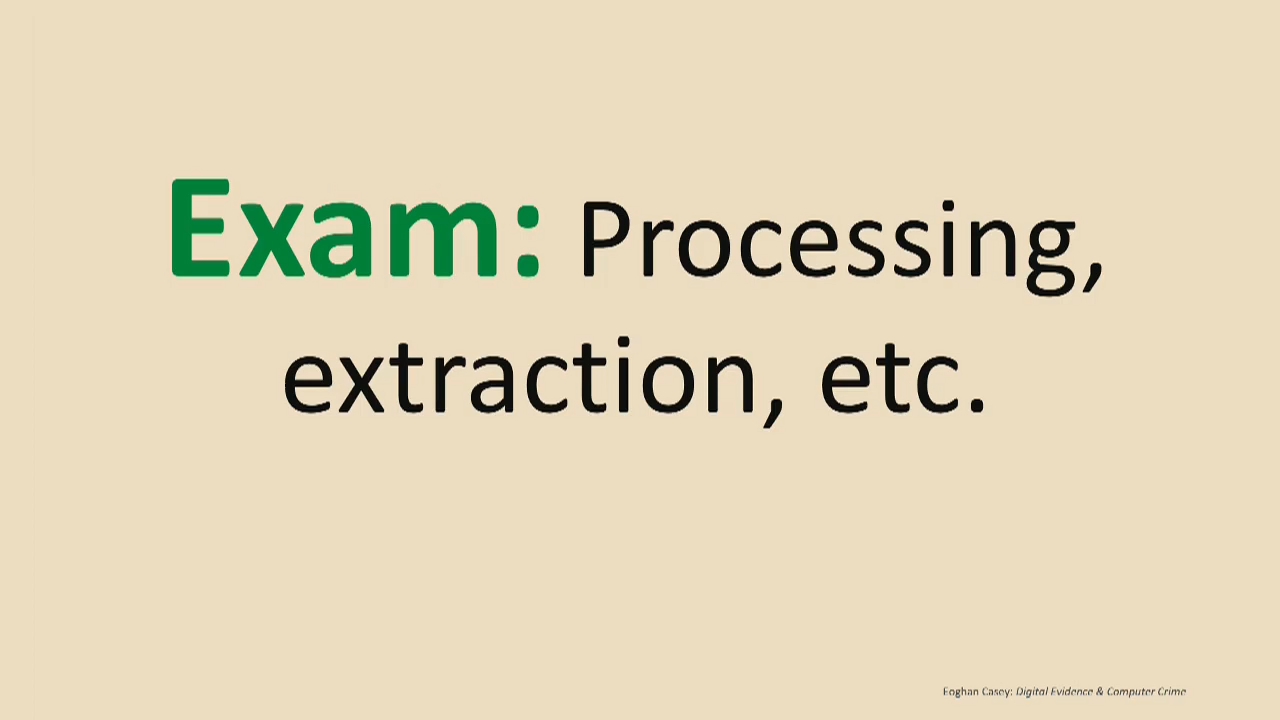 Exam: Processing,
extraction, etc.
Eoghan Casey: Digital Evidence & Computer Crime